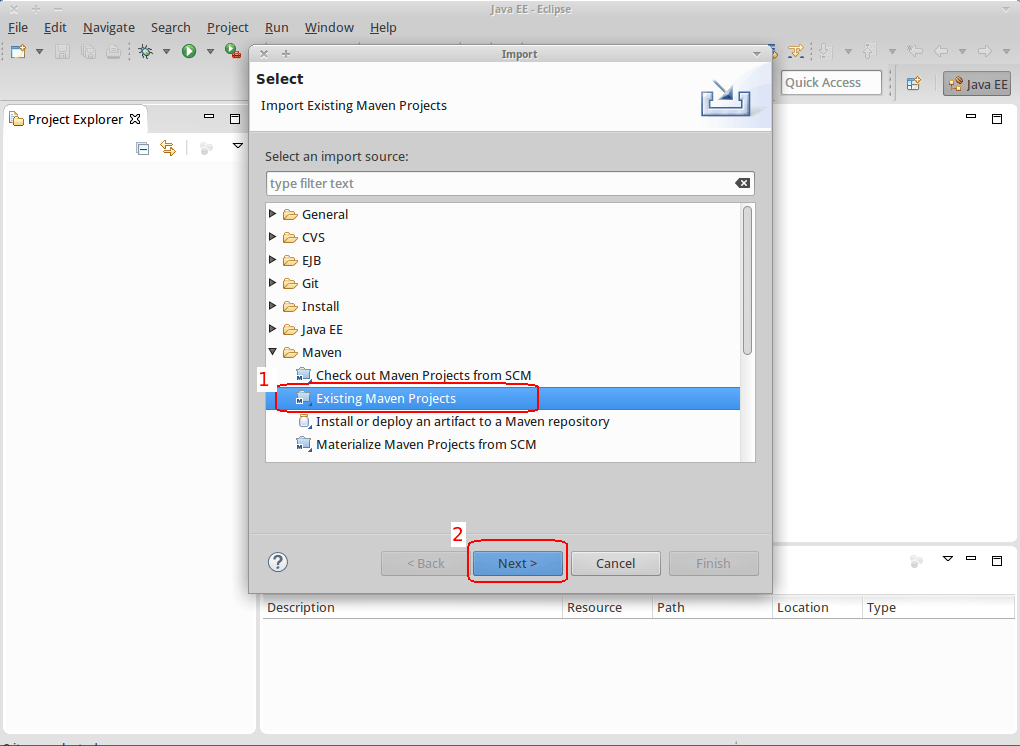 Java EE - Eclipse
File Edit Navigate Search Project Run Window Help
Import
Select
Import Existing Maven Projects
Quick Access
Java EE
Project Explorer
Select an import source:
type filter text
General
CVS
EJB
Git
Install
Java EE
Maven
Check out Maven Projects from SCM
1
Existing Maven Projects
Install or deploy an artifact to a Maven repository
Materialize Maven Projects from SCM
2
? < Back Next > Cancel Finish
Description Resource Path Location Type